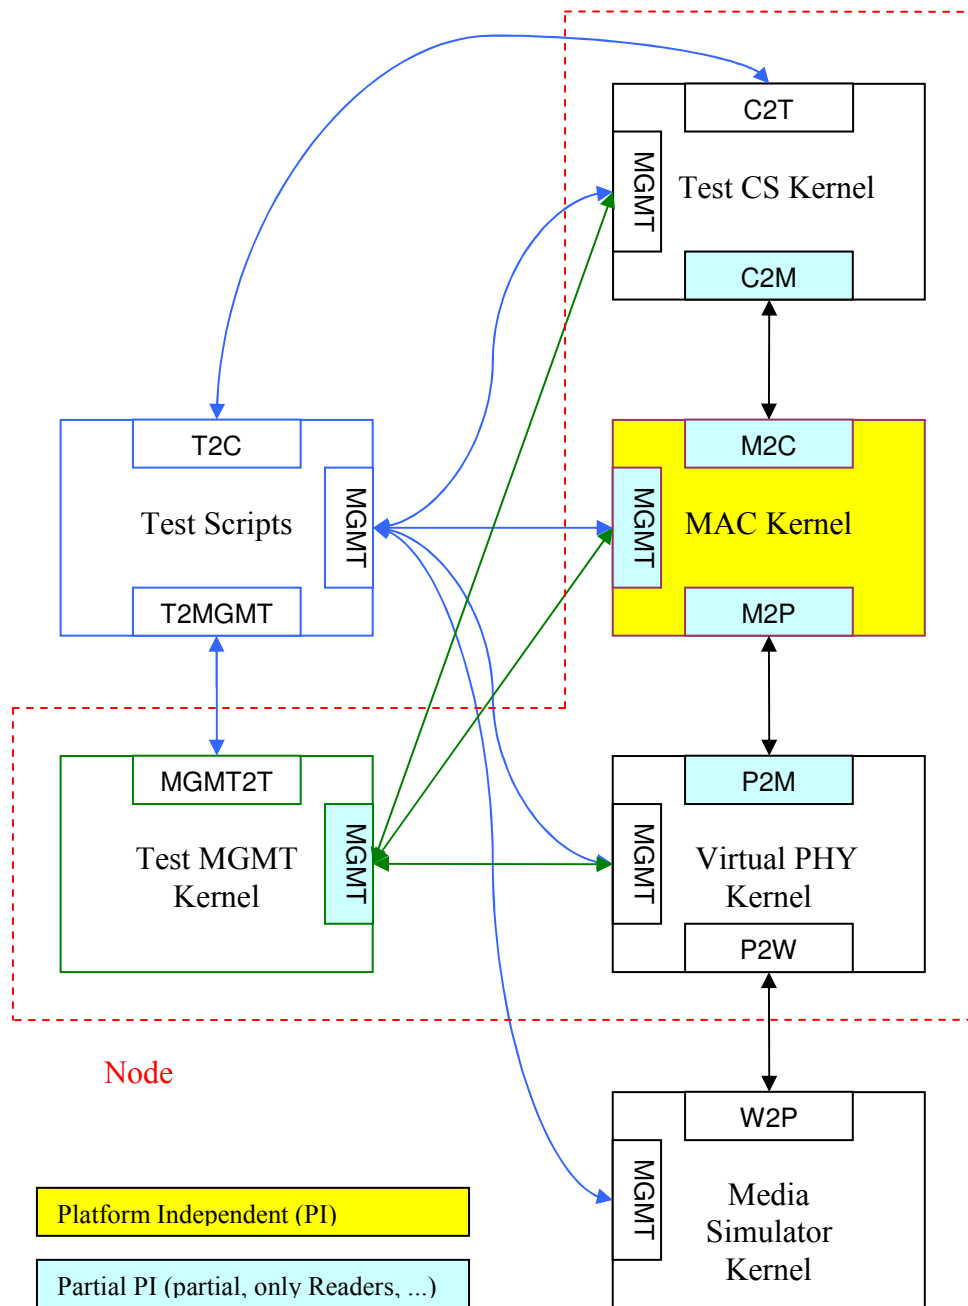 C2T
MGMT
Test CS Kernel
C2M
T2C
MGMT
Test Scripts
T2MGMT
M2C
MGMT
MAC Kernel
M2P
MGMT2T
MGMT
Test MGMT
Kernel
P2M
MGMT
Virtual PHY
Kernel
P2W
Node
W2P
MGMT
Media
Simulator
Kernel
Platform Independent (PI)
Partial PI (partial, only Readers, ...)